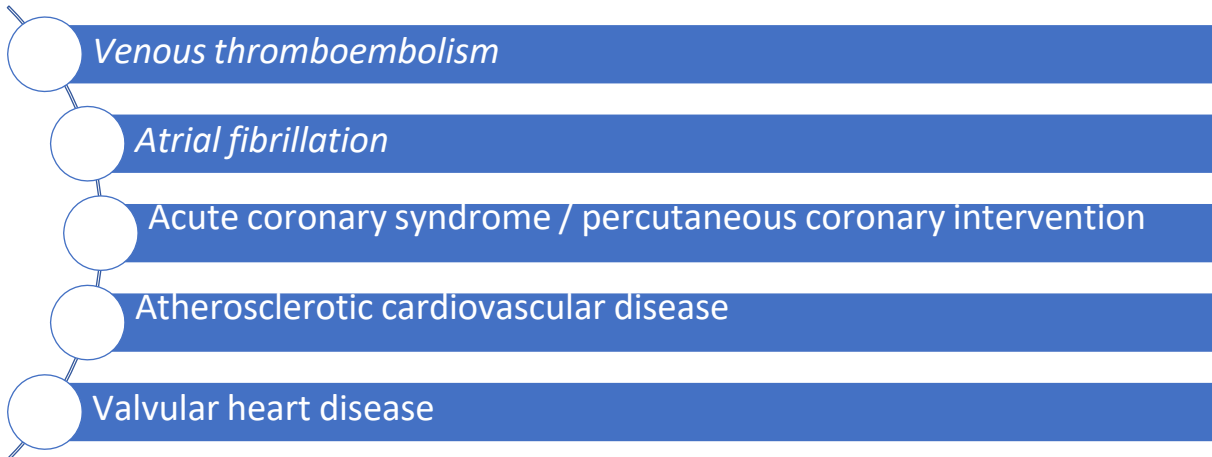 Venous thromboembolism
Atrial fibrillation
Acute coronary syndrome / percutaneous coronary intervention
Atherosclerotic cardiovascular disease
Valvular heart disease